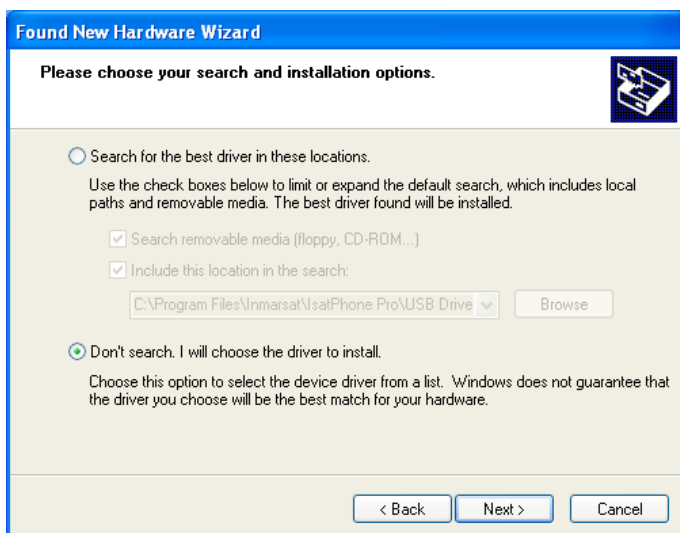 Found New Hardware Wizard
Please choose your search and installation options.
Search for the best driver in these locations.
Use the check boxes below to limit or expand the default search, which includes local
paths and removable media. The best driver found will be installed.
Search removable media (floppy, CD-ROM...)
Include this location in the search:
C:\Program Files\Inmarsat\IsatPhone Pro\USB Drive
Browse
Don't search. I will choose the driver to install.
Choose this option to select the device driver from a list. Windows does not guarantee that
the driver you choose will be the best match for your hardware.
< Back
Next >
Cancel